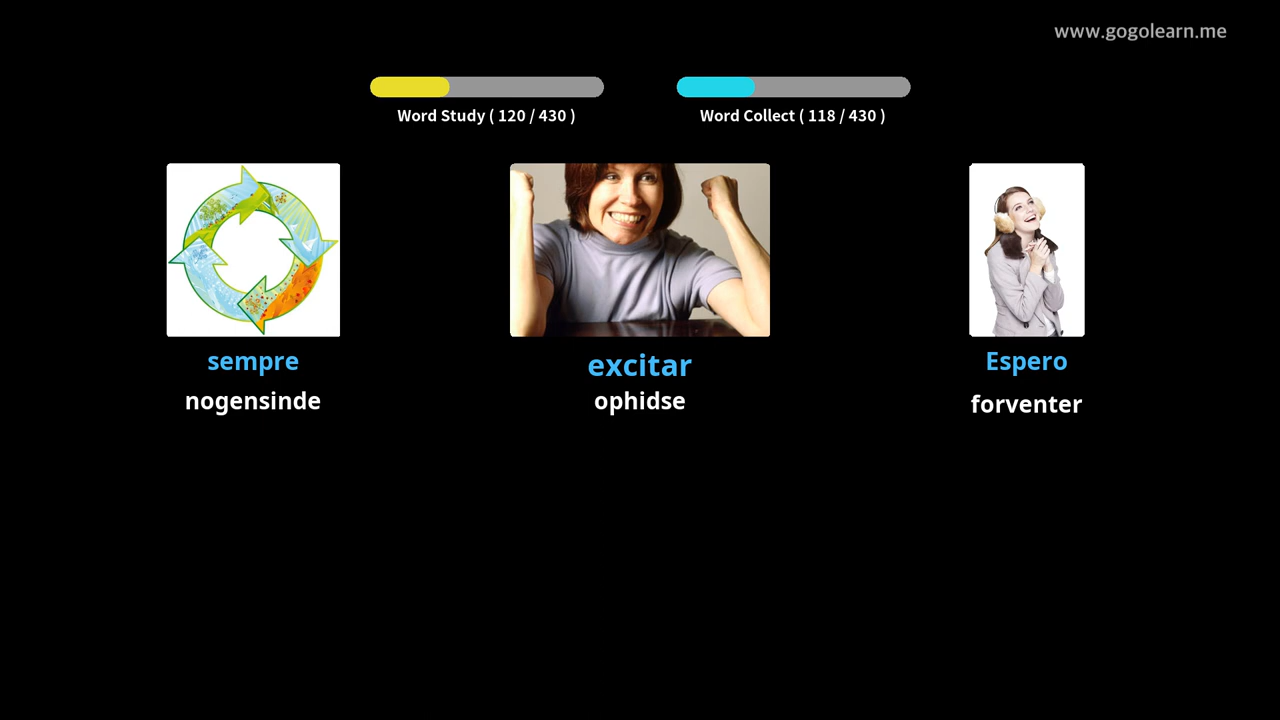 www.gogolearn.me
Word Study ( 120 / 430 )
Word Collect ( 118 / 430 )
sempre
excitar
Espero
nogensinde
ophidse
forventer